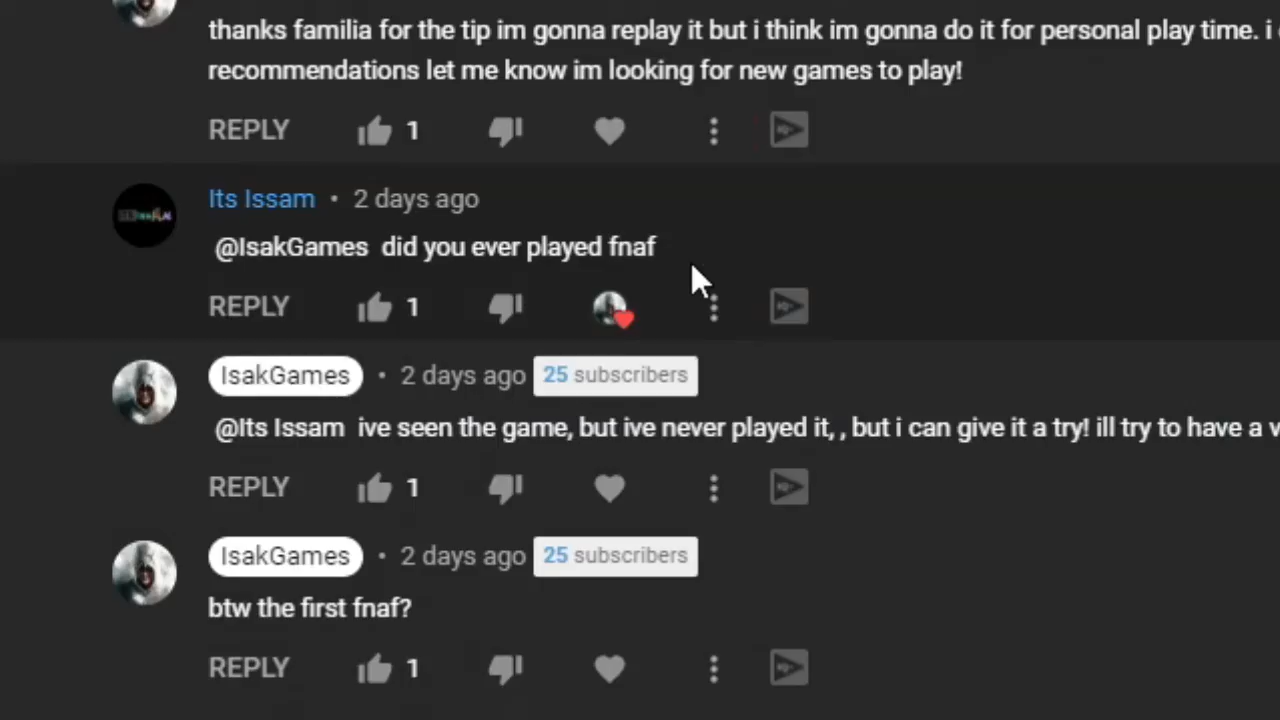 thanks familia for the tip im gonna replay it but i think im gonna do it for personal play time. i
recommendations let me know im looking for new games to play!
REPLY 1
Its Issam • 2 days ago
@IsakGames did you ever played fnaf
REPLY 1
IsakGames • 2 days ago 25 subscribers
@Its Issam ive seen the game, but ive never played it, , but i can give it a try! ill try to have a
REPLY 1
IsakGames • 2 days ago 25 subscribers
btw the first fnaf?
REPLY 1